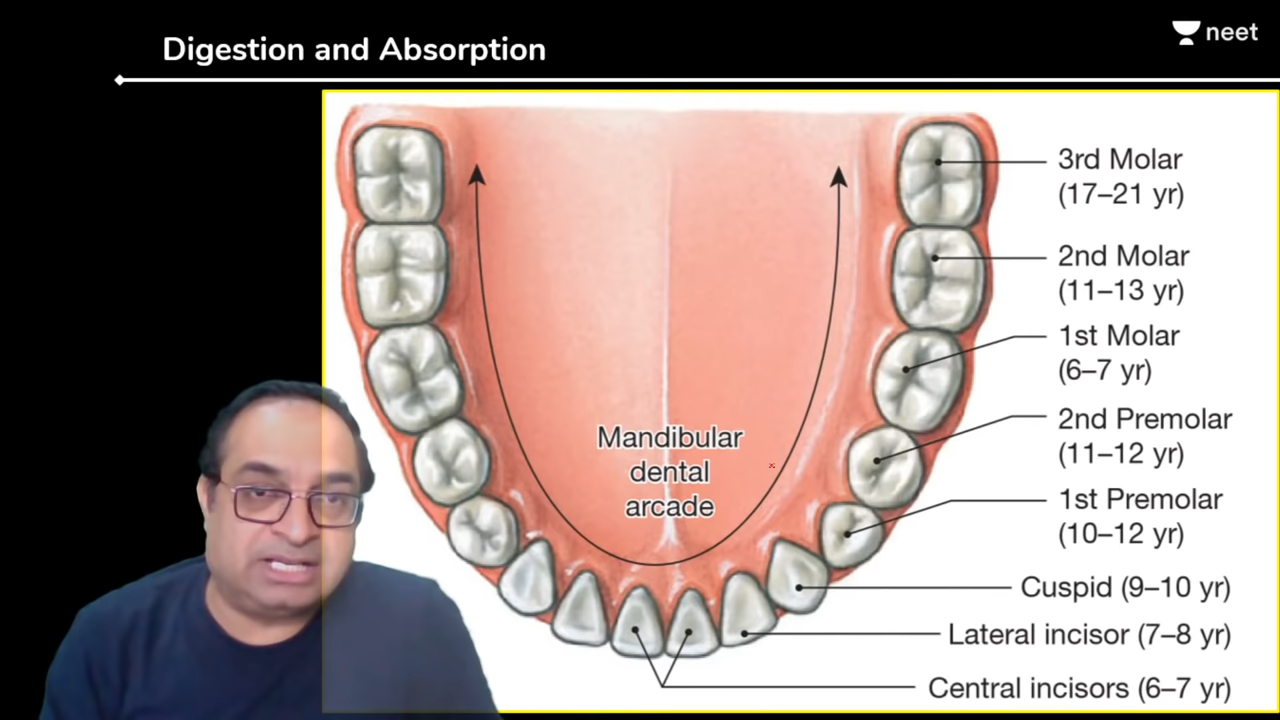 Digestion and Absorption
neet
3rd Molar
(17–21 yr)
2nd Molar
(11–13 yr)
1st Molar
(6–7 yr)
2nd Premolar
(11–12 yr)
1st Premolar
(10–12 yr)
Mandibular
dental
arcade
Cuspid (9–10 yr)
Lateral incisor (7–8 yr)
Central incisors (6–7 yr)